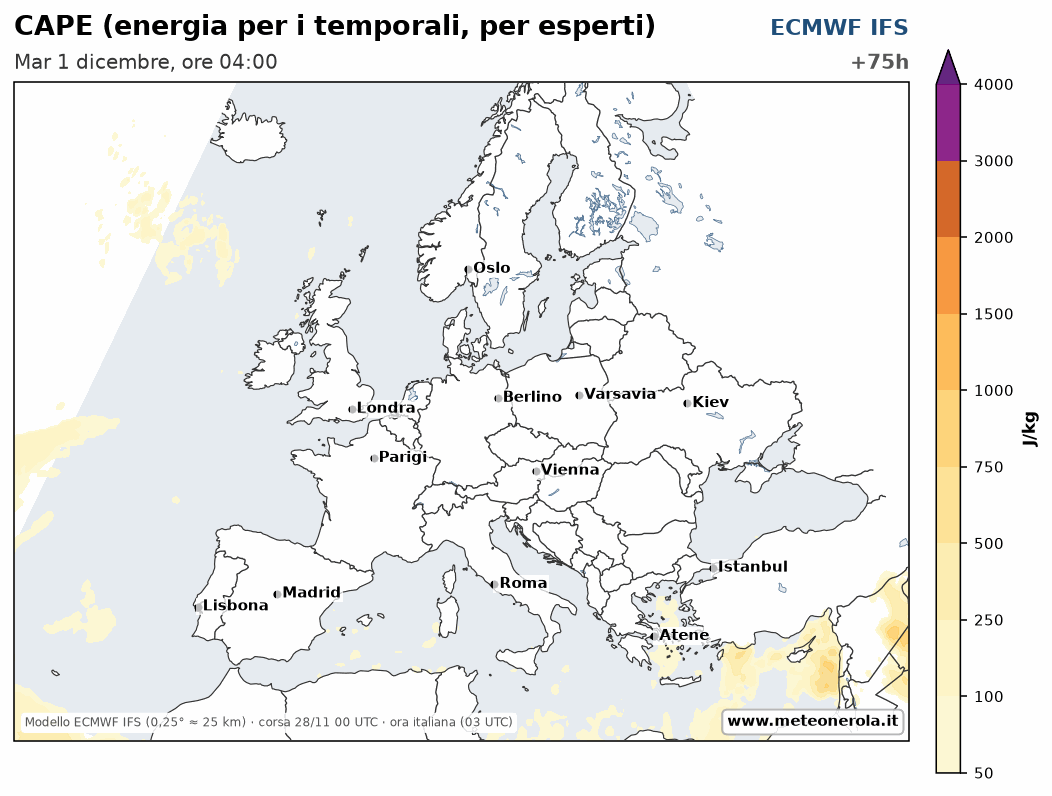 CAPE (energia per i temporali, per esperti)
ECMWF IFS
Mar 1 dicembre, ore 04:00
+75h
4000
3000
2000
1500
1000
750
500
250
100
50
J/kg
Oslo
Berlino
Varsavia
Kiev
Londra
Parigi
Vienna
Istanbul
Roma
Madrid
Lisbona
Atene
Modello ECMWF IFS (0,25° ≈ 25 km) · corsa 28/11 00 UTC · ora italiana (03 UTC)
www.meteonerola.it